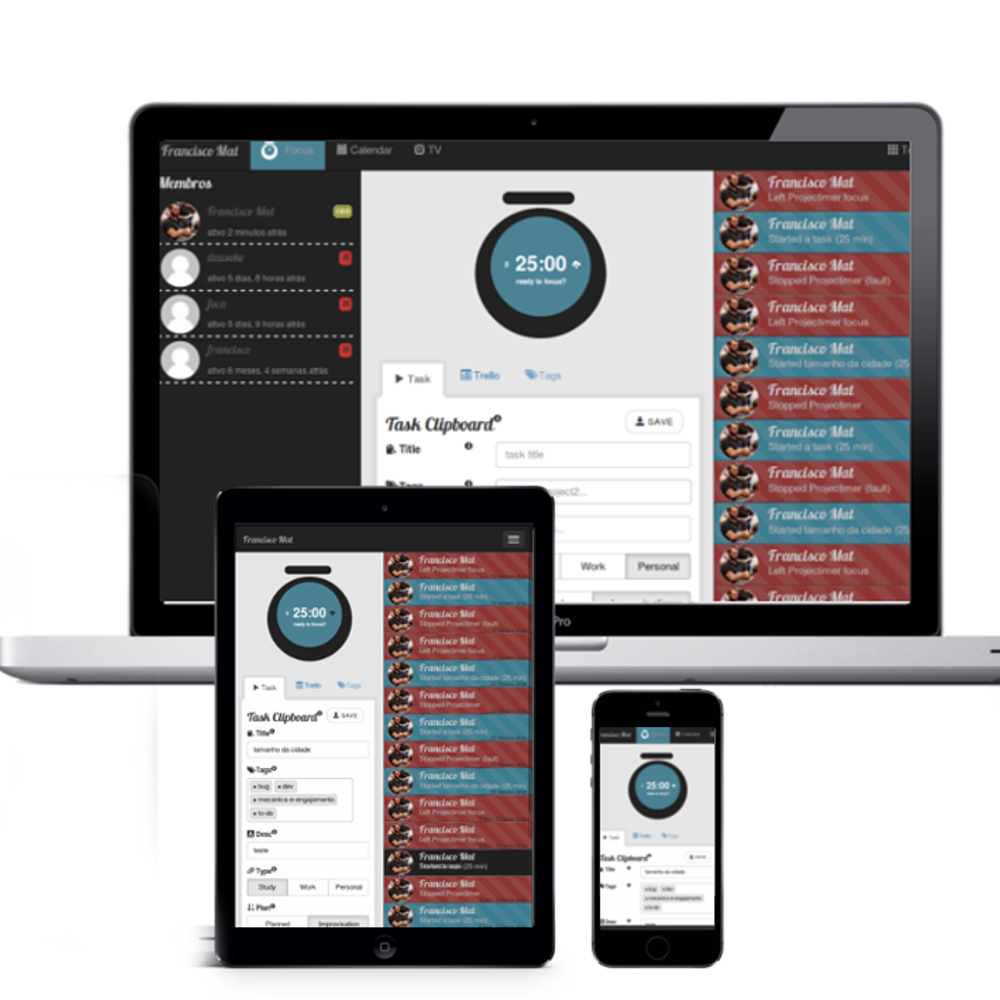 Francisco Mat
Focus
Calendar
TV
Membros
Francisco Mat
ativo 2 minutos atrás
deusche
ativo 5 dias, 8 horas atrás
foca
ativo 5 dias, 9 horas atrás
francisco
ativo 6 meses, 4 semanas atrás
25:00
ready to focus?
Task
Trello
Tags
Task Clipboard
SAVE
Title
task title
Tags
project2...
Work
Personal
Francisco Mat
Left Projectimer focus
Francisco Mat
Started a task (25 min)
Francisco Mat
Stopped Projectimer (fault)
Francisco Mat
Left Projectimer focus
Francisco Mat
Started tamanho da cidade (25
Francisco Mat
Stopped Projectimer
Francisco Mat
Started a task (25 min)
Francisco Mat
Stopped Projectimer (fault)
Francisco Mat
Started tamanho da cidade (25
Francisco Mat
Left Projectimer focus
Francisco Mat
Pro
Francisco Mat
25:00
ready to focus?
Task
Trello
Tags
Task Clipboard
SAVE
Title
tamanho da cidade
Tags
× bug × dev
× mecanica-e-engajamento
× to-do
Desc
teste
Type
Study
Work
Personal
Plan
Planned
Improvisation
Francisco Mat
Left Projectimer focus
Francisco Mat
Started a task (25 min)
Francisco Mat
Stopped Projectimer (fault)
Francisco Mat
Left Projectimer focus
Francisco Mat
Started tamanho da cidade (25 min)
Francisco Mat
Stopped Projectimer
Francisco Mat
Started a task (25 min)
Francisco Mat
Stopped Projectimer (fault)
Francisco Mat
Started tamanho da cidade (25 min)
Francisco Mat
Left Projectimer focus
Francisco Mat
Left Projectimer focus
Francisco Mat
Started a task (25 min)
Francisco Mat
Stopped Projectimer
Francisco Mat
Started a task (25 min)
Francisco Mat
Focus
Calendar
25:00
ready to focus?
Task
Trello
Tags
Task Clipboard
SAVE
Title
tamanho da cidade
Tags
× bug × dev
× mecanica-e-engajamento
× to-do
Desc